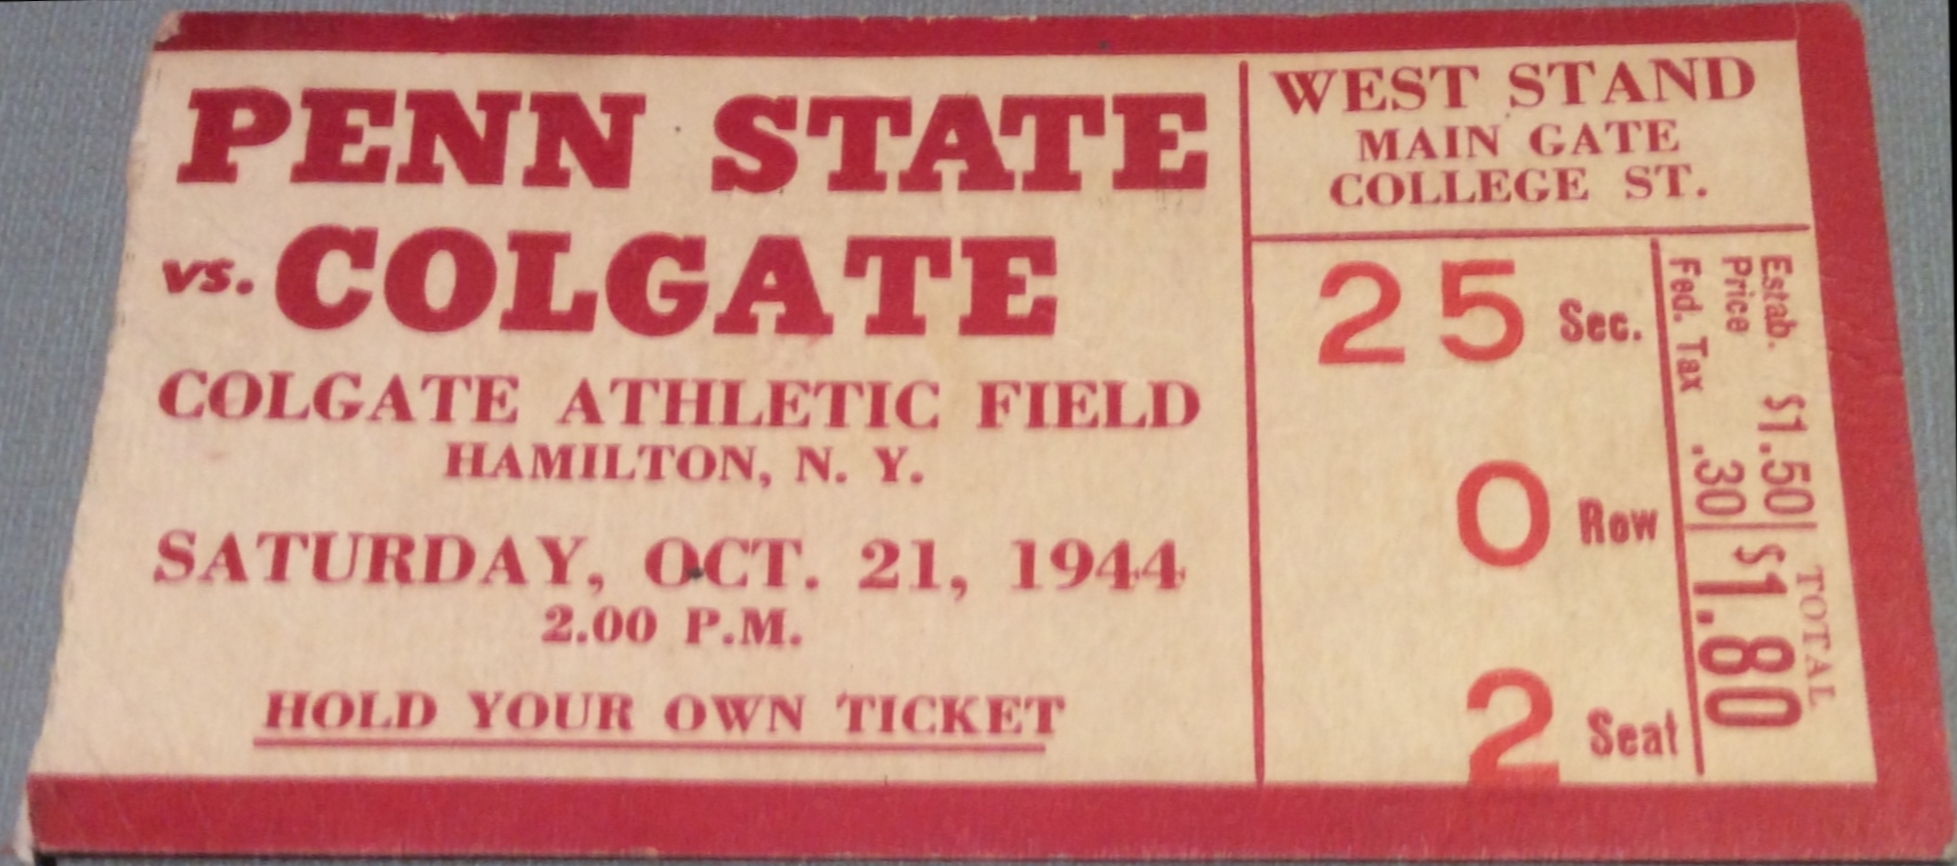 PENN STATE
vs. COLGATE
COLGATE ATHLETIC FIELD
HAMILTON, N. Y.
SATURDAY, OCT. 21, 1944
2.00 P.M.
HOLD YOUR OWN TICKET
WEST STAND
MAIN GATE
COLLEGE ST.
25 Sec.
0 Row
2 Seat
Estab.
Price $1.50
Fed. Tax .30
TOTAL
$1.80